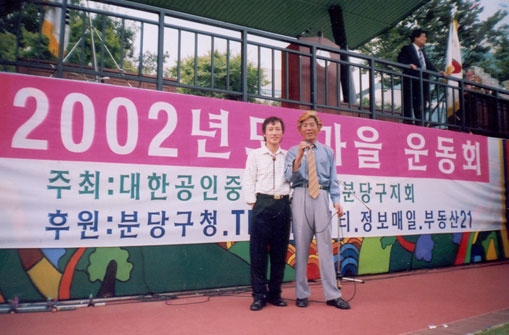 2002년 마을 운동회
주최:대한공인중 분당구지회
후원:분당구청.T 티.정보매일.부동산21